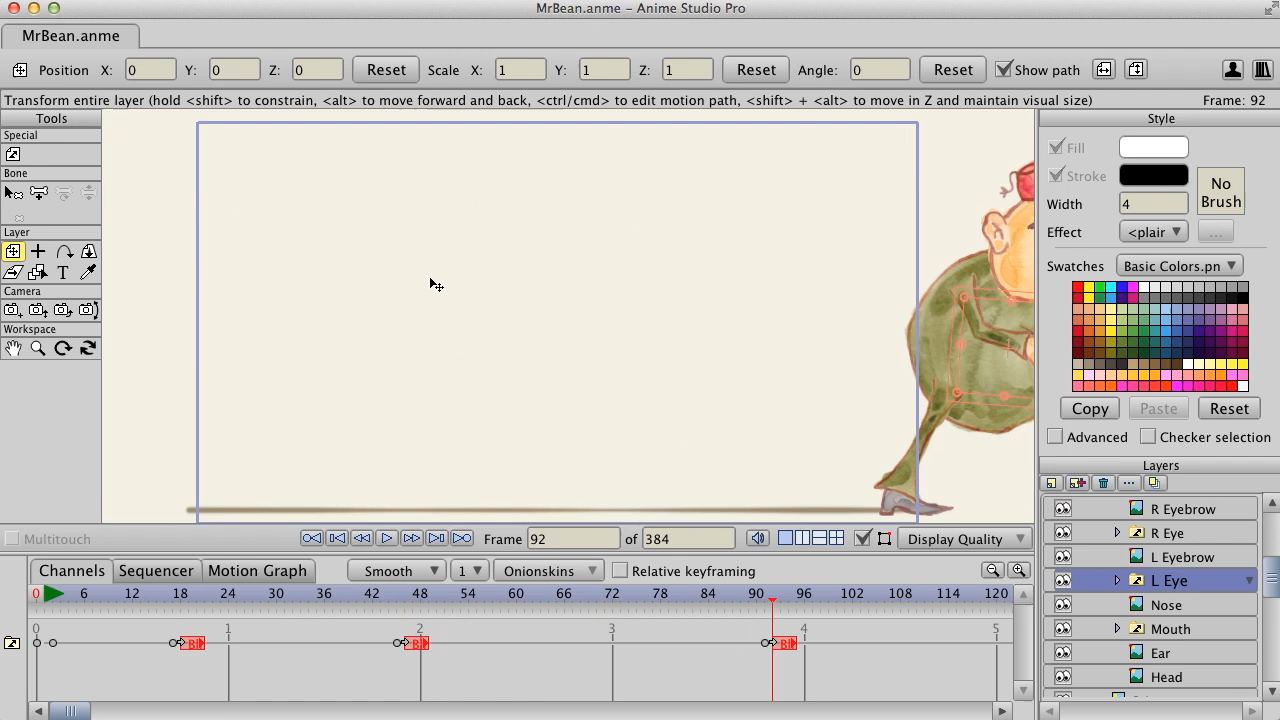 MrBean.anme – Anime Studio Pro
MrBean.anme
Position X: 0 Y: 0 Z: 0 Reset Scale X: 1 Y: 1 Z: 1 Reset Angle: 0 Reset Show path
Transform entire layer (hold <shift> to constrain, <alt> to move forward and back, <ctrl/cmd> to edit motion path, <shift> + <alt> to move in Z and maintain visual size) Frame: 92
Tools
Special
Bone
Layer
T
Camera
Workspace
Style
Fill
Stroke
No
Brush
Width 4
Effect <plair ...
Swatches Basic Colors.pn
Copy Paste Reset
Advanced Checker selection
Layers
R Eyebrow
R Eye
L Eyebrow
L Eye
Nose
Mouth
Ear
Head
Multitouch Frame 92 of 384 Display Quality
Channels Sequencer Motion Graph Smooth 1 Onionskins Relative keyframing
0 6 12 18 24 30 36 42 48 54 60 66 72 78 84 90 96 102 108 114 120
0 1 2 3 4 5